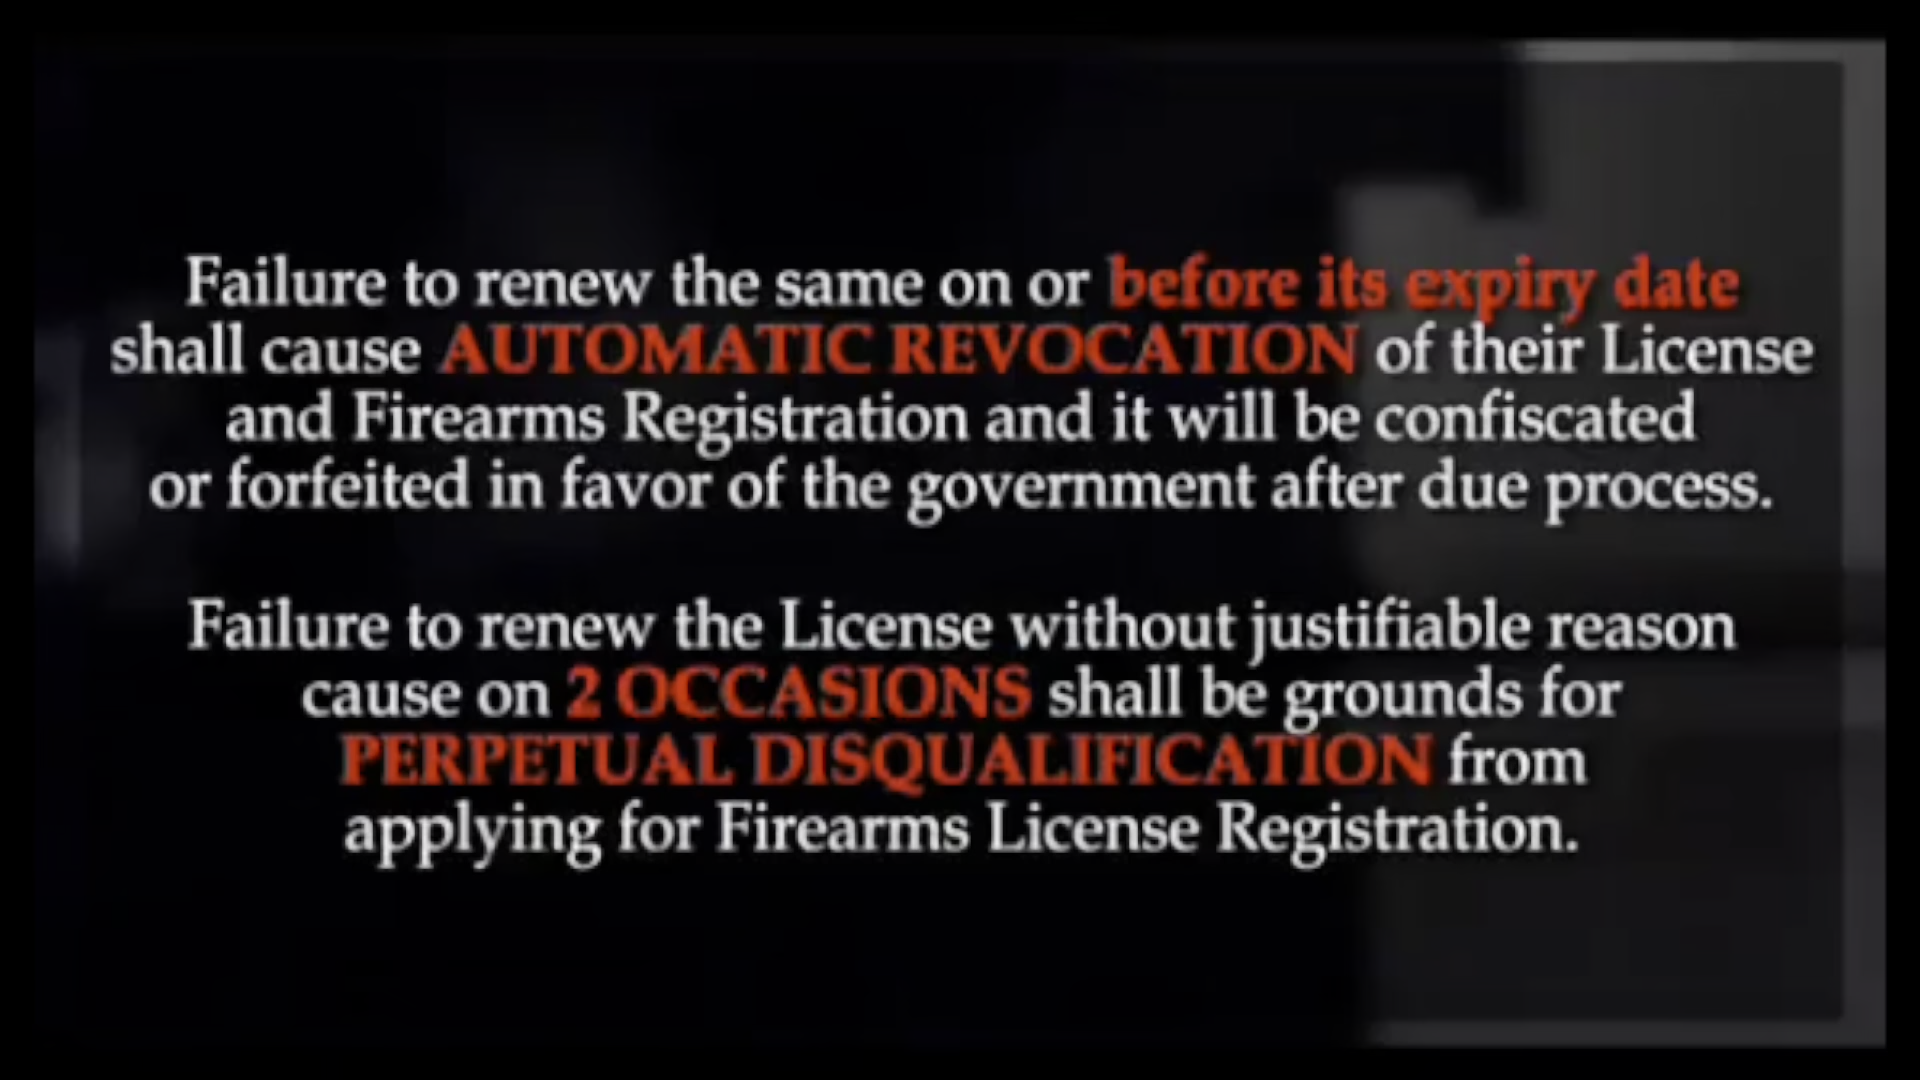 Failure to renew the same on or before its expiry date
shall cause AUTOMATIC REVOCATION of their License
and Firearms Registration and it will be confiscated
or forfeited in favor of the government after due process.
Failure to renew the License without justifiable reason
cause on 2 OCCASIONS shall be grounds for
PERPETUAL DISQUALIFICATION from
applying for Firearms License Registration.